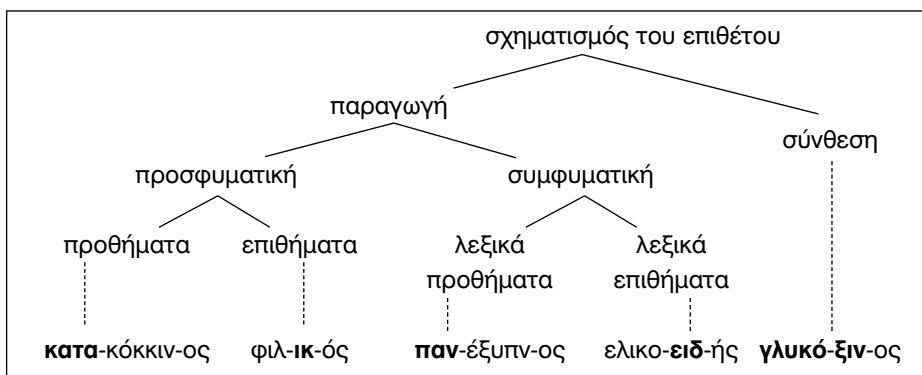 σχηματισμός του επιθέτου
παραγωγή
σύνθεση
προσφυματική συμφυματική
προθήματα επιθήματα λεξικά λεξικά
προθήματα επιθήματα
κατα-κόκκιν-ος φιλ-ικ-ός παν-έξυπν-ος ελικο-ειδ-ής γλυκό-ξιν-ος